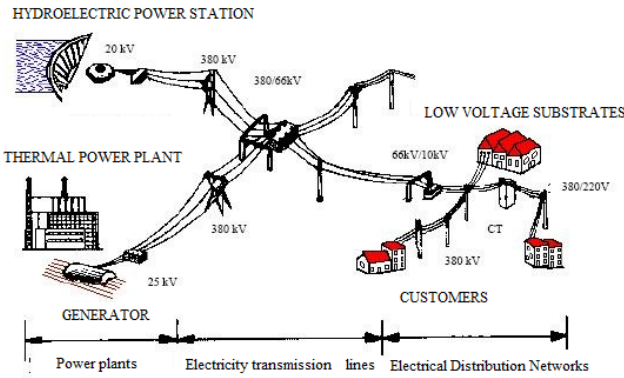 HYDROELECTRIC POWER STATION
20 kV
380 kV
380/66kV
LOW VOLTAGE SUBSTRATES
THERMAL POWER PLANT
66kV/10kV
380/220V
CT
380 kV
380 kV
25 kV
GENERATOR
CUSTOMERS
Power plants
Electricity transmission lines
Electrical Distribution Networks